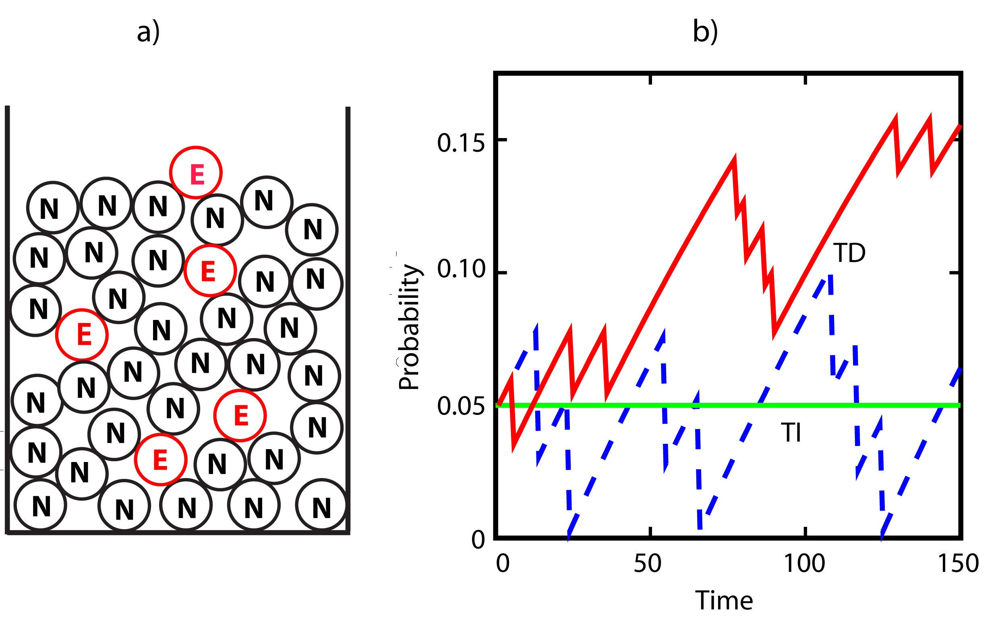 a)
E
N N N N N N
N N N E N N
N E N N N N
N N N N N N
N N E N
N N E N N
N N N N N
b)
Probability
0.15
0.10
0.05
0
TD
TI
0 50 100 150
Time